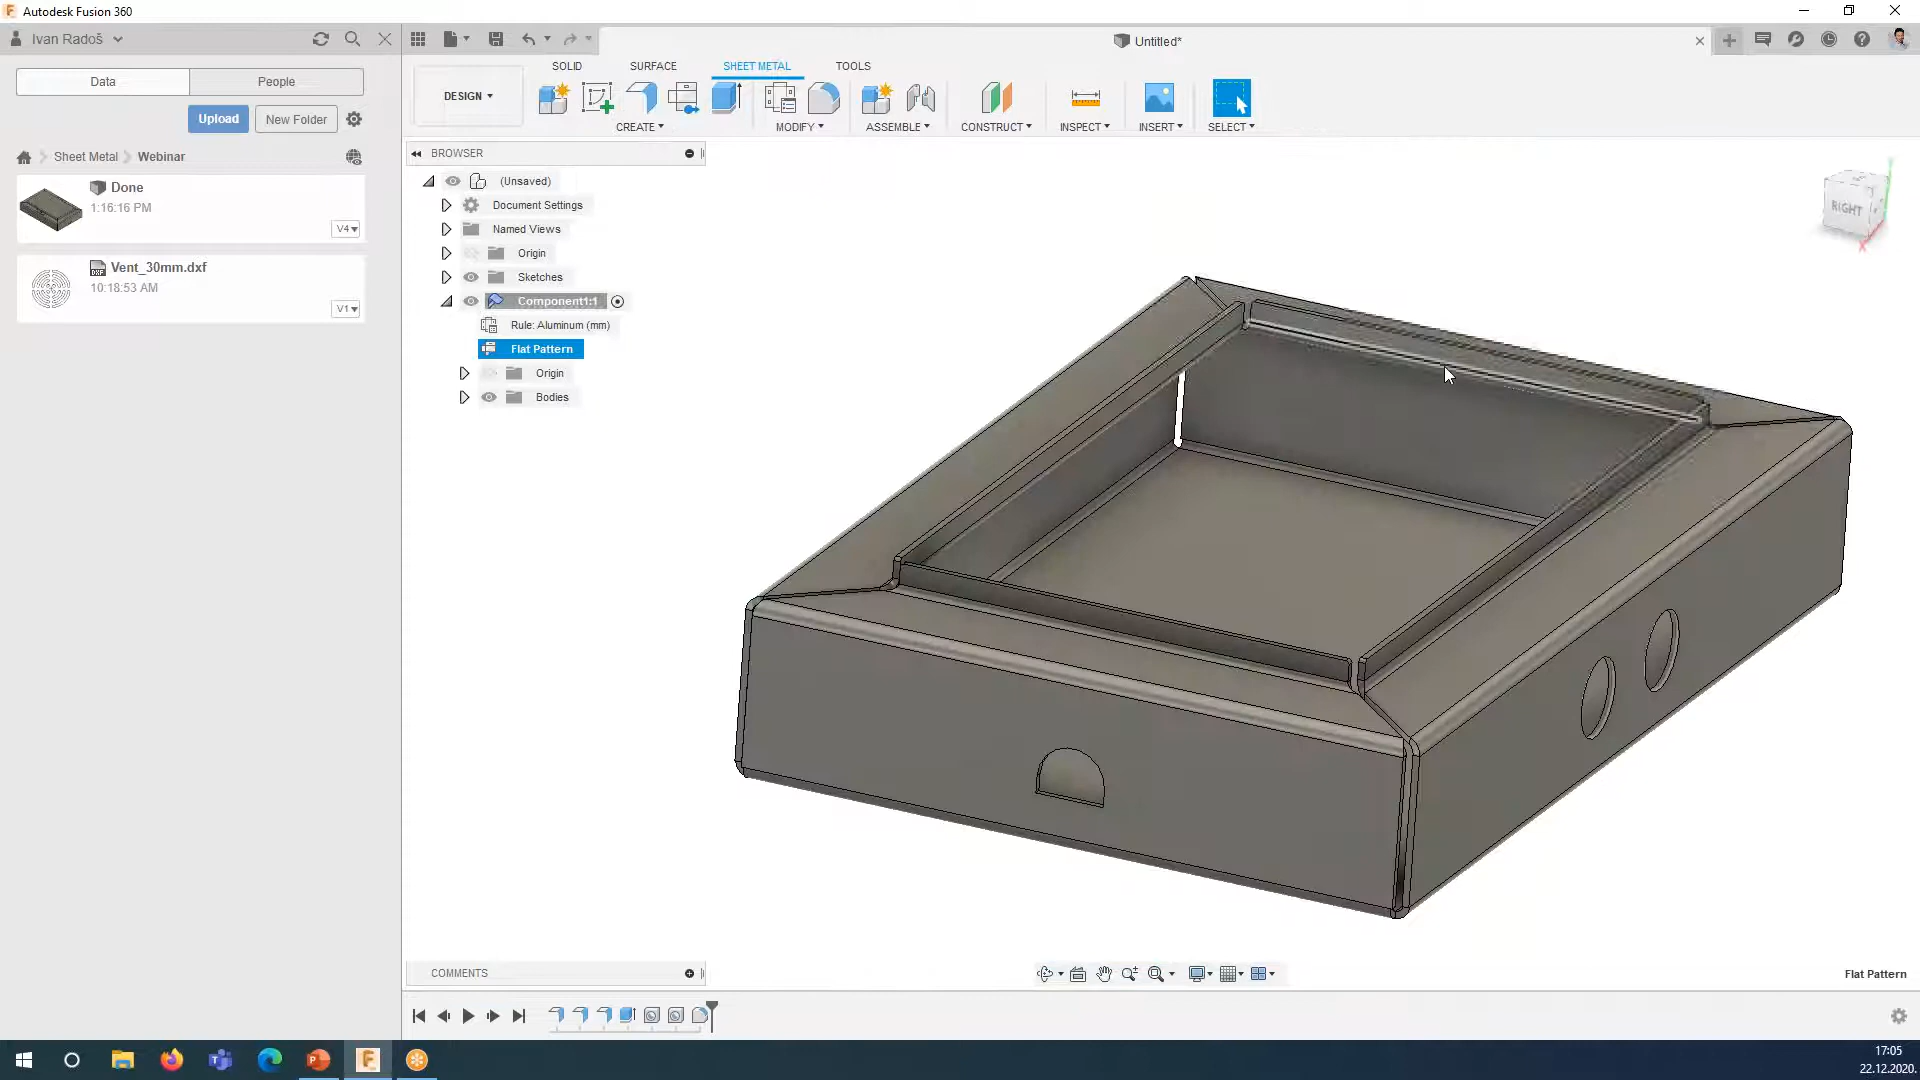 Autodesk Fusion 360
Ivan Radoš
Untitled*
Data
People
Upload
New Folder
Sheet Metal
Webinar
Done
1:16:16 PM
V4
DXF
Vent_30mm.dxf
10:18:53 AM
V1
SOLID
SURFACE
SHEET METAL
TOOLS
DESIGN
CREATE
MODIFY
ASSEMBLE
CONSTRUCT
INSPECT
INSERT
SELECT
BROWSER
(Unsaved)
Document Settings
Named Views
Origin
Sketches
Component1:1
Rule: Aluminum (mm)
Flat Pattern
Origin
Bodies
RIGHT
X
COMMENTS
Flat Pattern
17:05
22.12.2020.